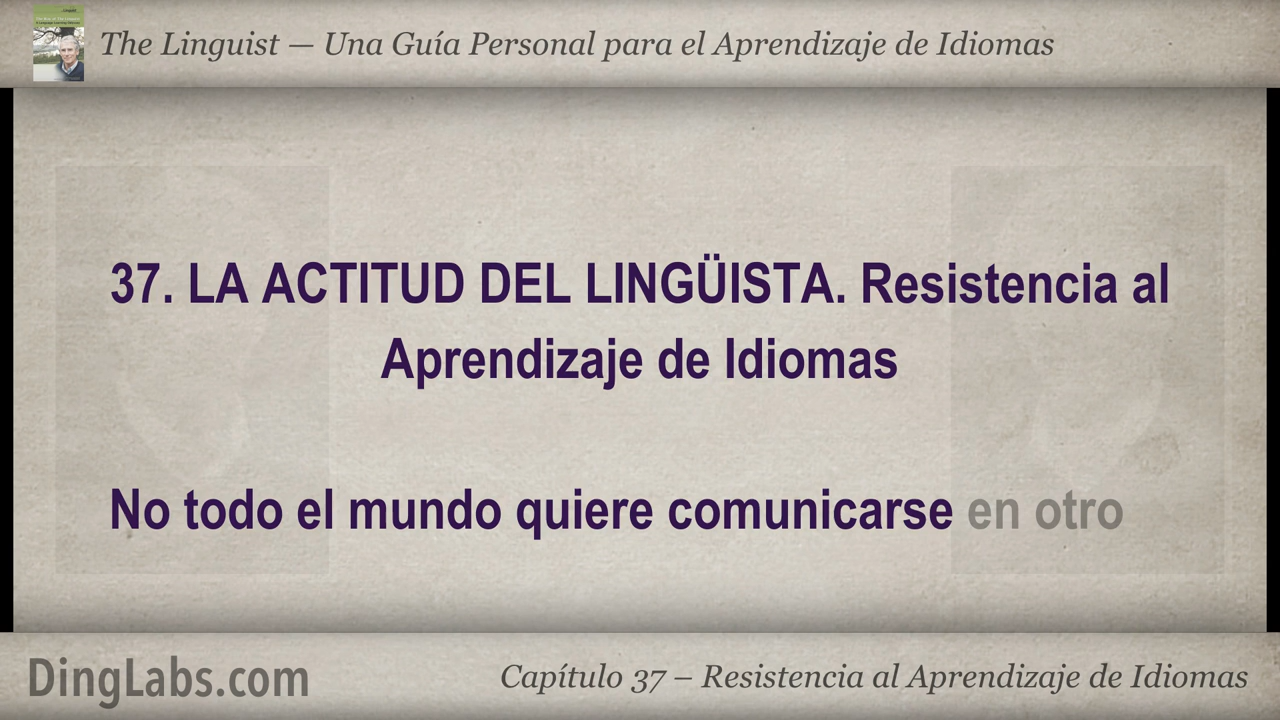 The Linguist — Una Guía Personal para el Aprendizaje de Idiomas
37. LA ACTITUD DEL LINGÜISTA. Resistencia al
Aprendizaje de Idiomas
No todo el mundo quiere comunicarse en otro
DingLabs.com
Capítulo 37 – Resistencia al Aprendizaje de Idiomas